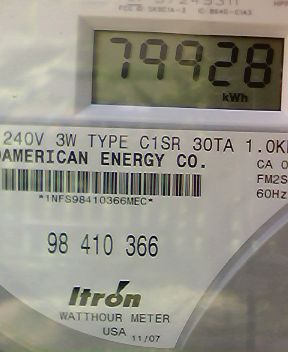 79928
kWh
240V 3W TYPE C1SR 30TA 1.0K
AMERICAN ENERGY CO.
CA 0
FM2S
60Hz
*1NFS98410366MEC*
98 410 366
Itron
WATTHOUR METER
USA 11/07